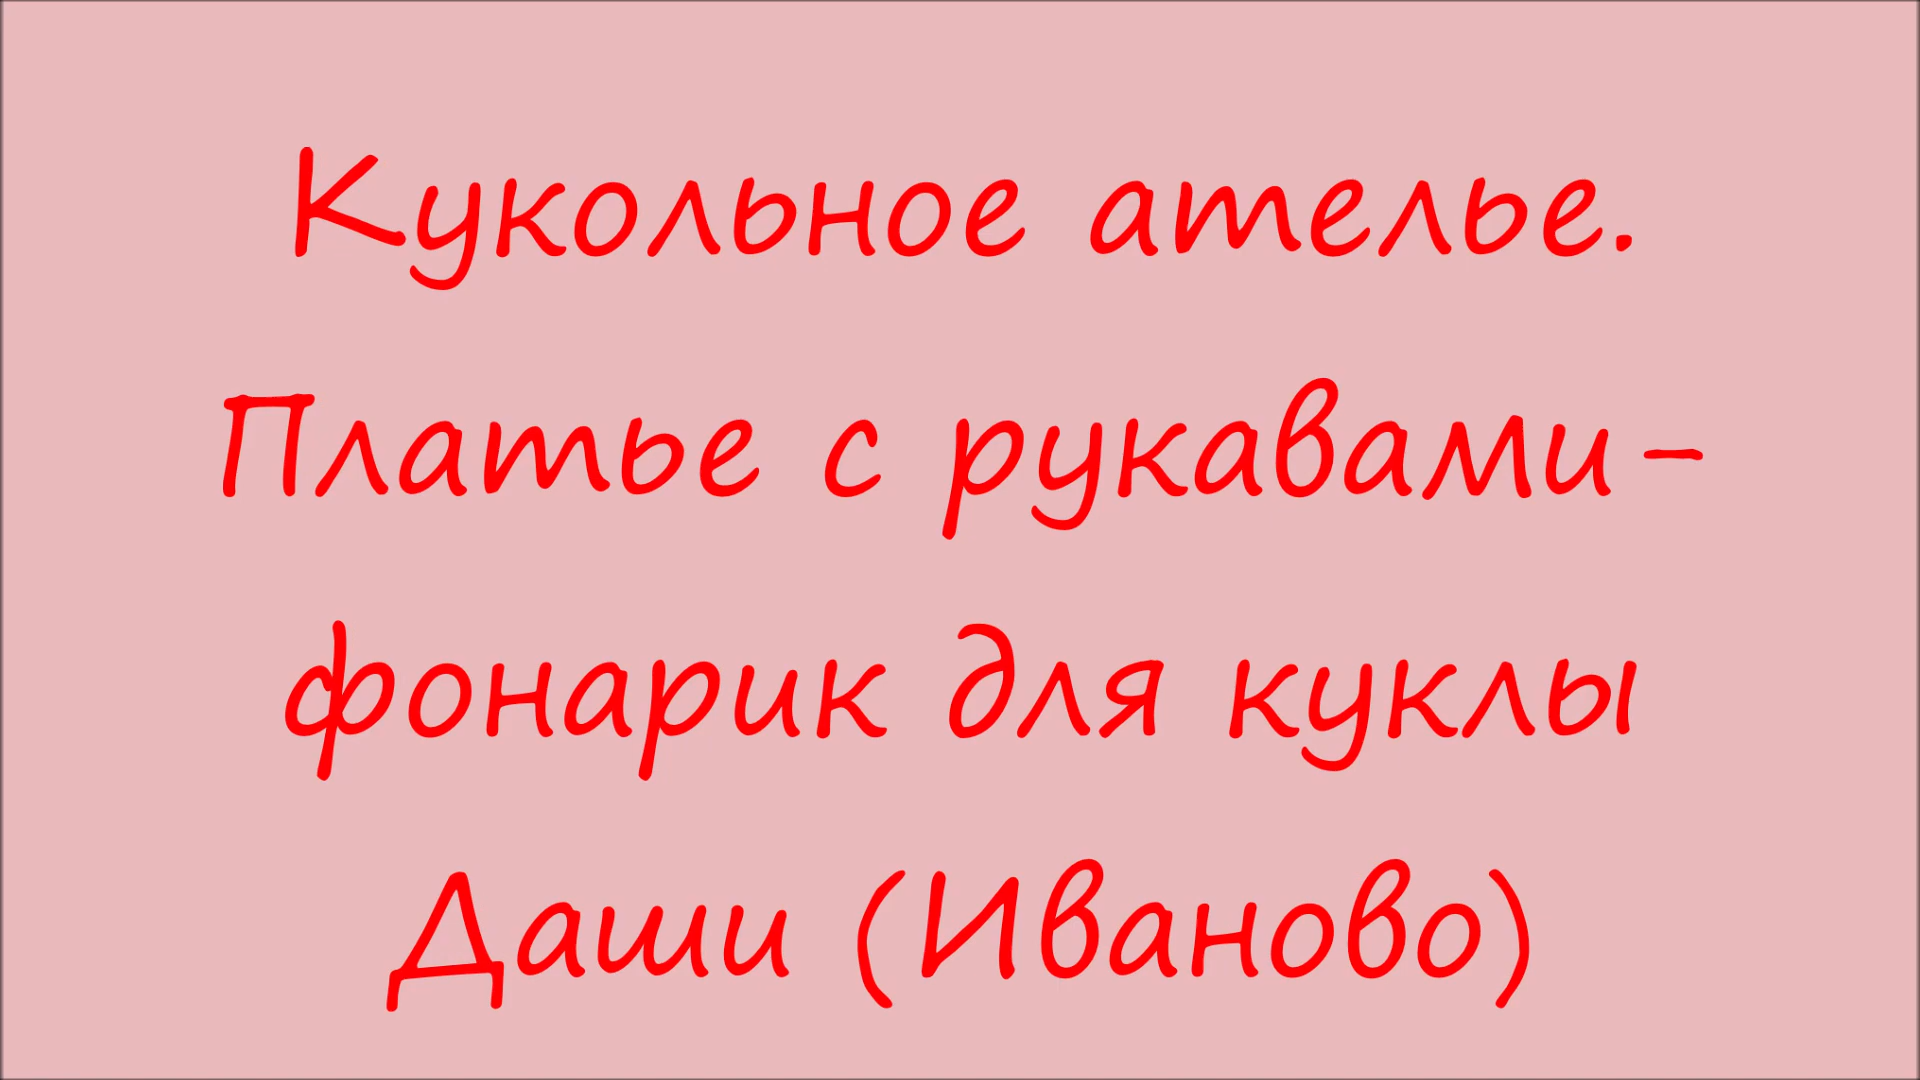 Кукольное ателье.
Платье с рукавами-
фонарик для куклы
Даши (Иваново)